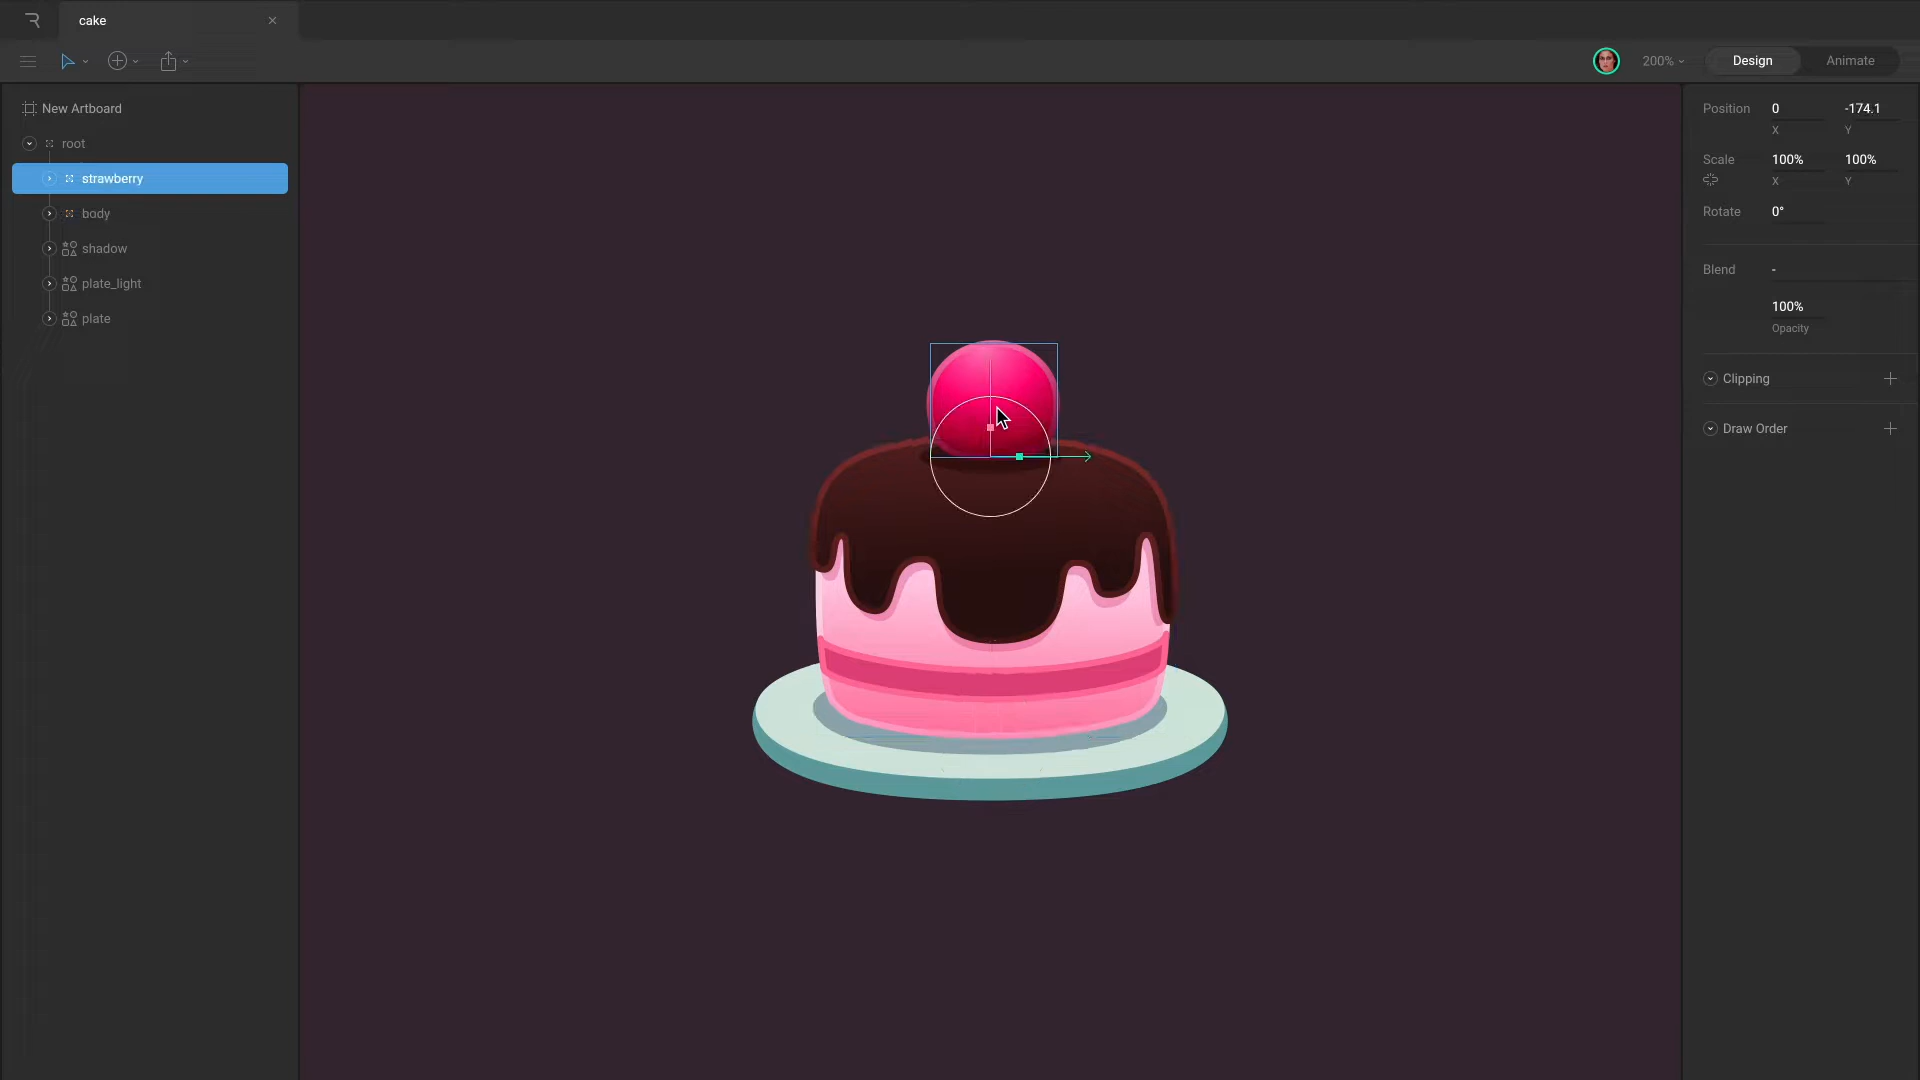 cake
200%
Design
Animate
New Artboard
root
strawberry
body
shadow
plate_light
plate
Position 0 -174.1
X Y
Scale 100% 100%
X Y
Rotate 0°
Blend -
100%
Opacity
Clipping
Draw Order